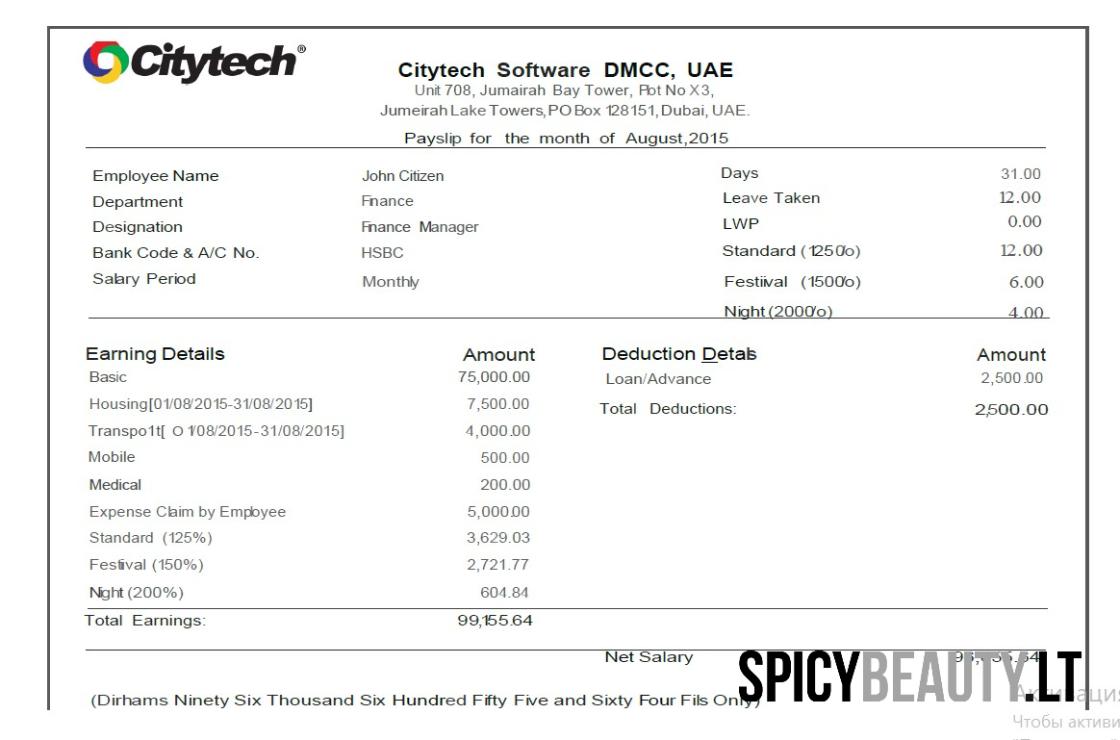 Citytech®
Citytech Software DMCC, UAE
Unit 708, Jumairah Bay Tower, Plot No X3,
Jumeirah Lake Towers, PO Box 128151, Dubai, UAE.
Payslip for the month of August,2015
Employee Name John Citizen Days 31.00
Department Finance Leave Taken 12.00
Designation Finance Manager LWP 0.00
Bank Code & A/C No. HSBC Standard (1250/o) 12.00
Salary Period Monthly Festiival (1500/o) 6.00
Night (2000/o) 4.00
Earning Details Amount Deduction Detals Amount
Basic 75,000.00 Loan/Advance 2,500.00
Housing[01/08/2015-31/08/2015] 7,500.00 Total Deductions: 2,500.00
Transpo1t[ O 1/08/2015-31/08/2015] 4,000.00
Mobile 500.00
Medical 200.00
Expense Claim by Employee 5,000.00
Standard (125%) 3,629.03
Festival (150%) 2,721.77
Night (200%) 604.84
Total Earnings: 99,155.64
Net Salary
(Dirhams Ninety Six Thousand Six Hundred Fifty Five and Sixty Four Fils Only)
SPICYBEAUTY.LT
Чтобы